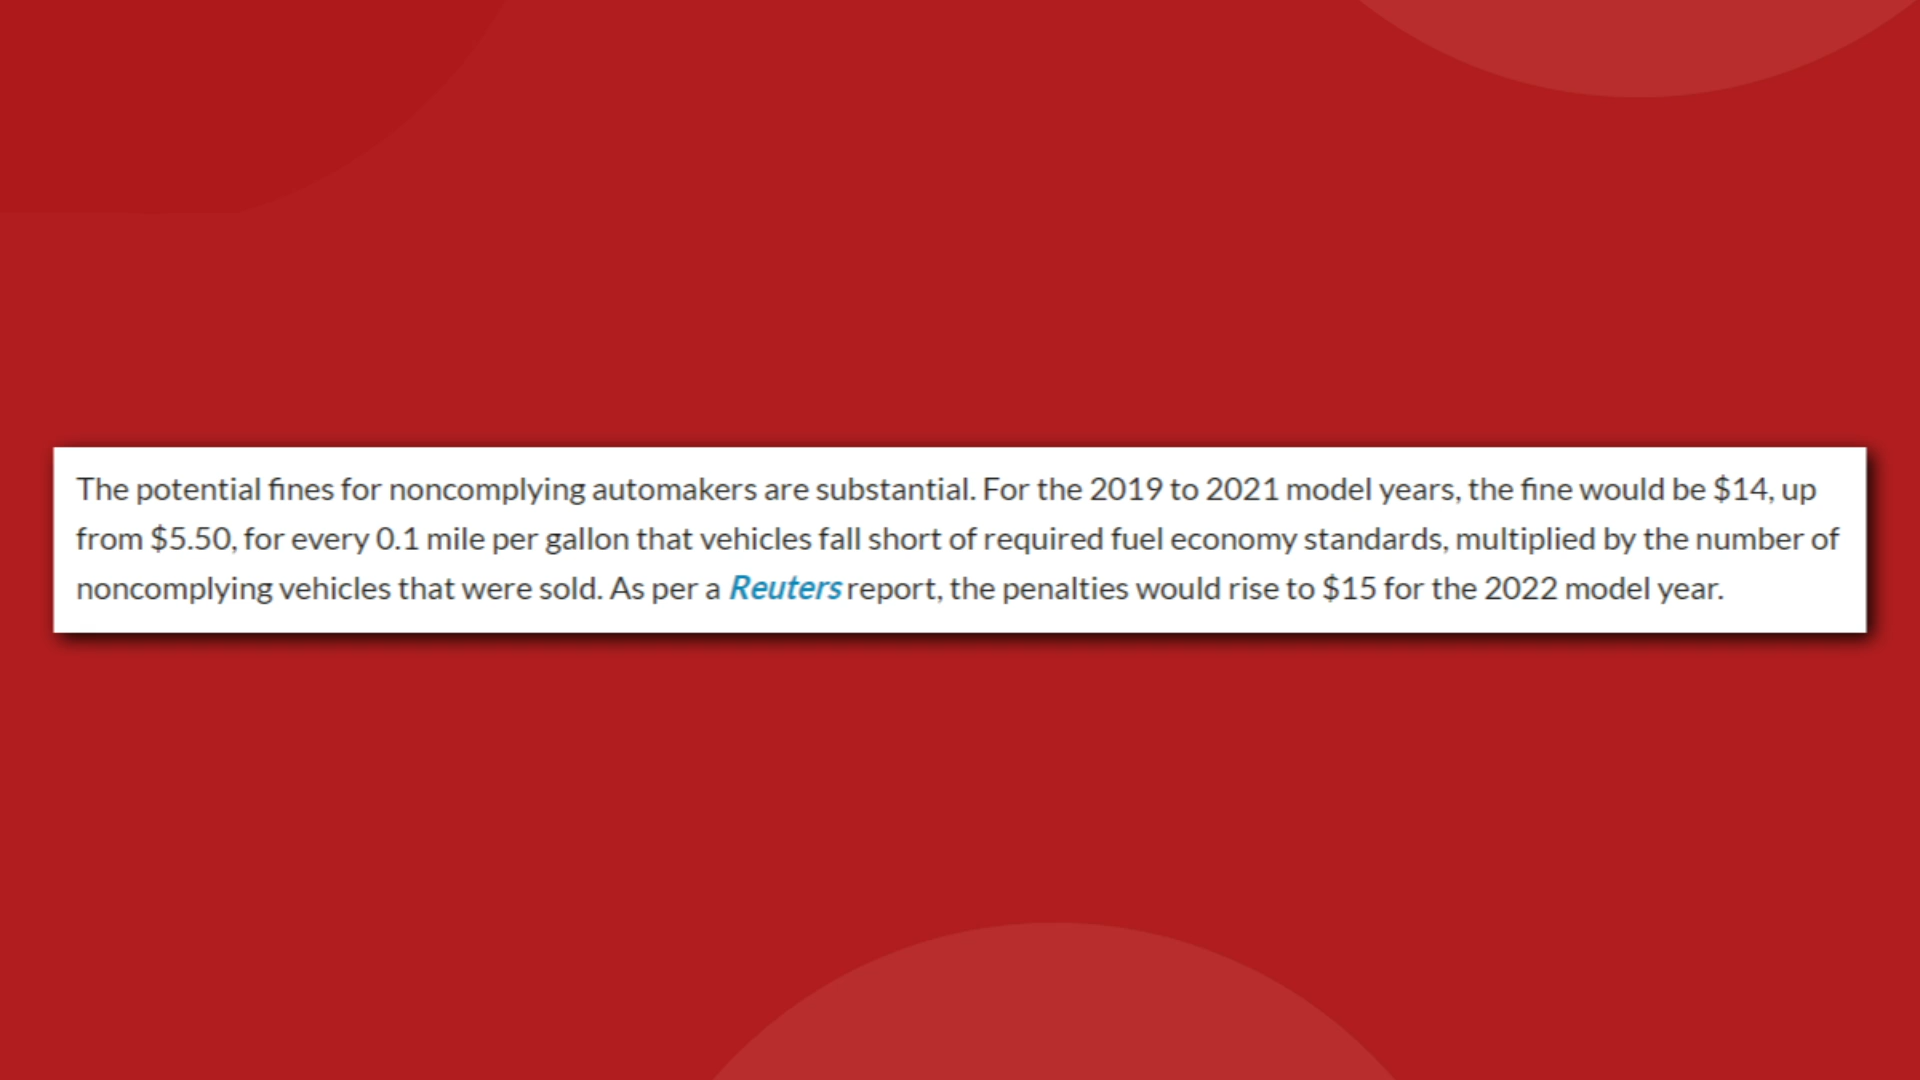 The potential fines for noncomplying automakers are substantial. For the 2019 to 2021 model years, the fine would be $14, up
from $5.50, for every 0.1 mile per gallon that vehicles fall short of required fuel economy standards, multiplied by the number of
noncomplying vehicles that were sold. As per a Reuters report, the penalties would rise to $15 for the 2022 model year.